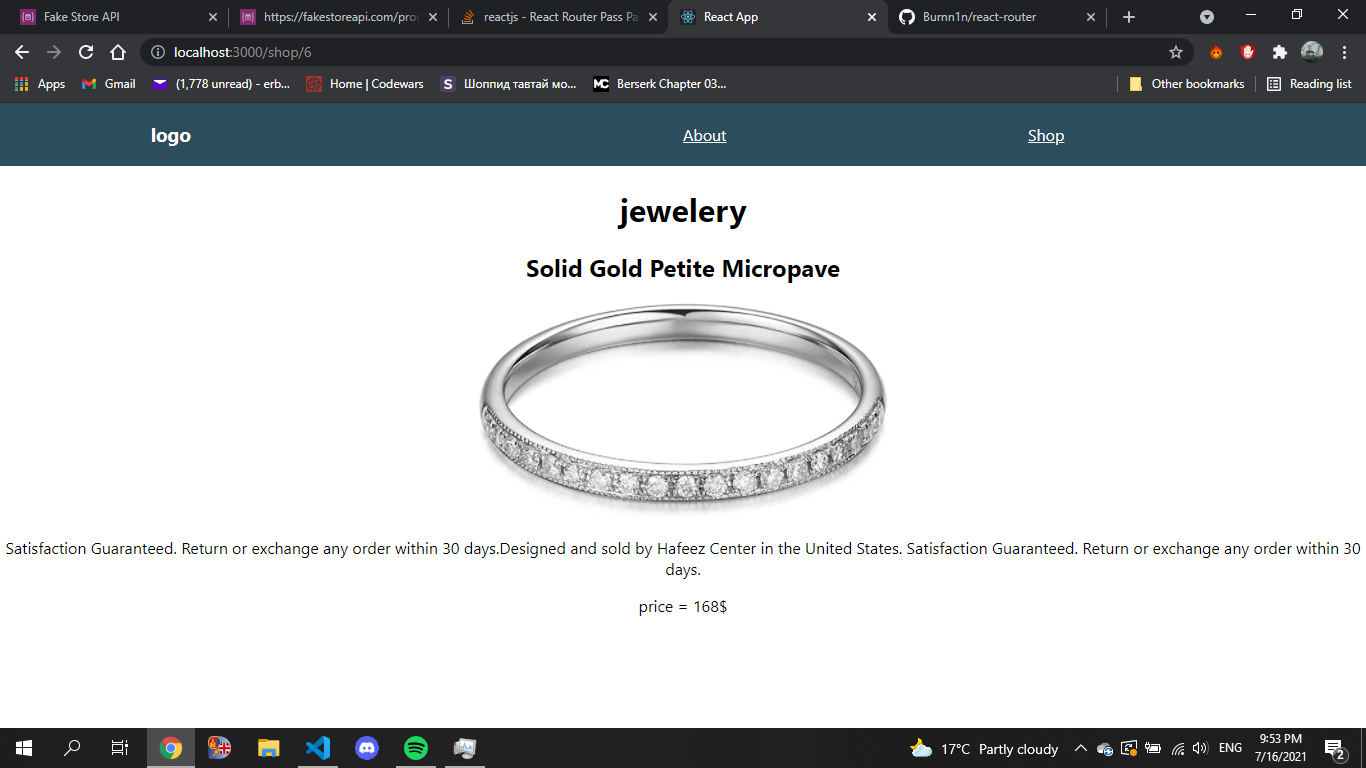 Fake Store API
https://fakestoreapi.com/pro
reactjs - React Router Pass Pa
React App
Burnn1n/react-router
localhost:3000/shop/6
Apps
Gmail
(1,778 unread) - erb...
Home | Codewars
S
Шоппид тавтай мо...
MC
Berserk Chapter 03...
Other bookmarks
Reading list
logo
About
Shop
jewelery
Solid Gold Petite Micropave
Satisfaction Guaranteed. Return or exchange any order within 30 days.Designed and sold by Hafeez Center in the United States. Satisfaction Guaranteed. Return or exchange any order within 30
days.
price = 168$
17°C Partly cloudy
ENG
9:53 PM
7/16/2021
2